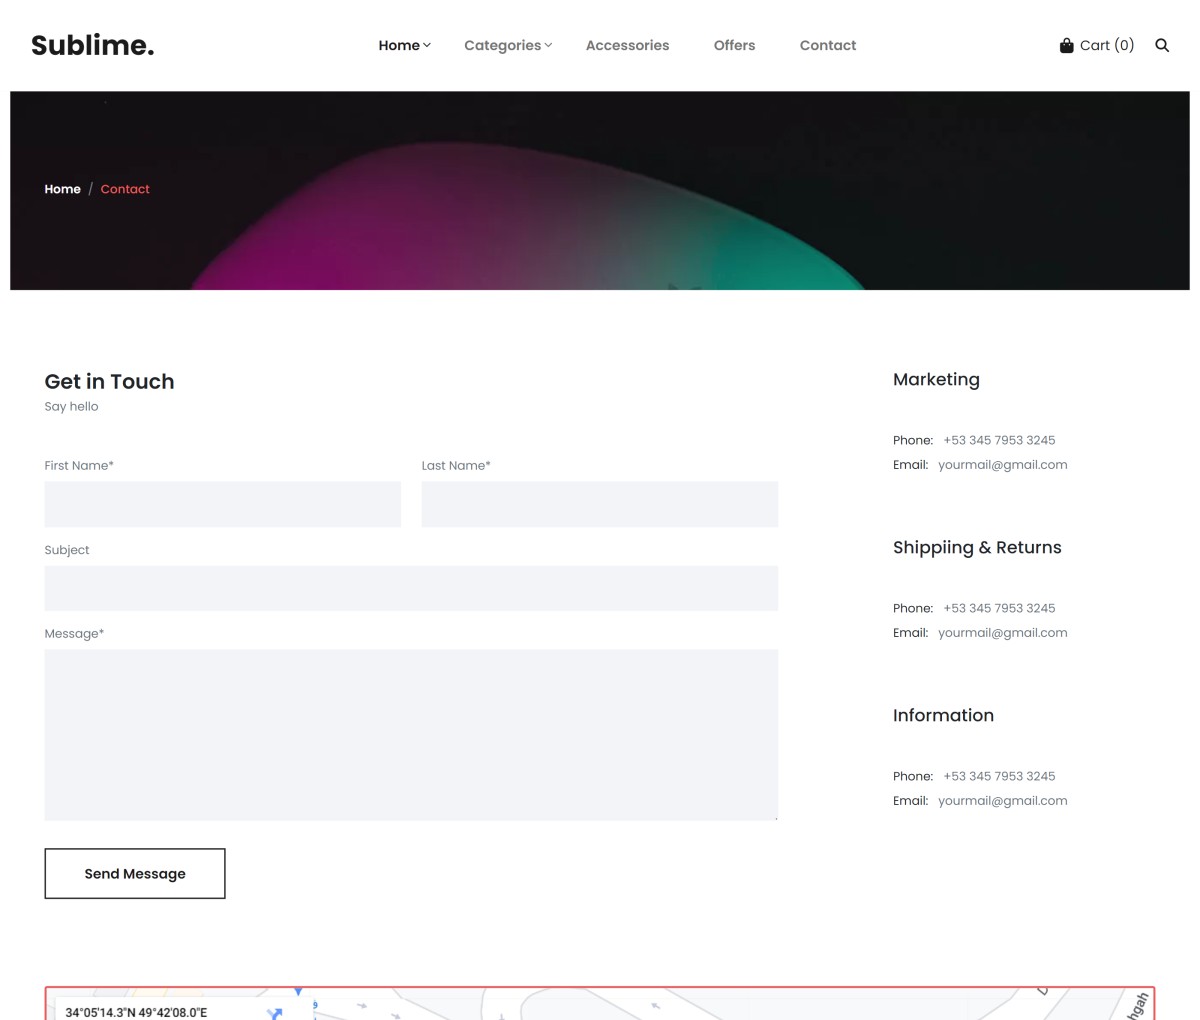 Sublime.
Home Categories Accessories Offers Contact
Cart (0)
Home / Contact
Get in Touch
Say hello
First Name*
Last Name*
Subject
Message*
Send Message
Marketing
Phone: +53 345 7953 3245
Email: yourmail@gmail.com
Shippiing & Returns
Phone: +53 345 7953 3245
Email: yourmail@gmail.com
Information
Phone: +53 345 7953 3245
Email: yourmail@gmail.com
34°05'14.3"N 49°42'08.0"E